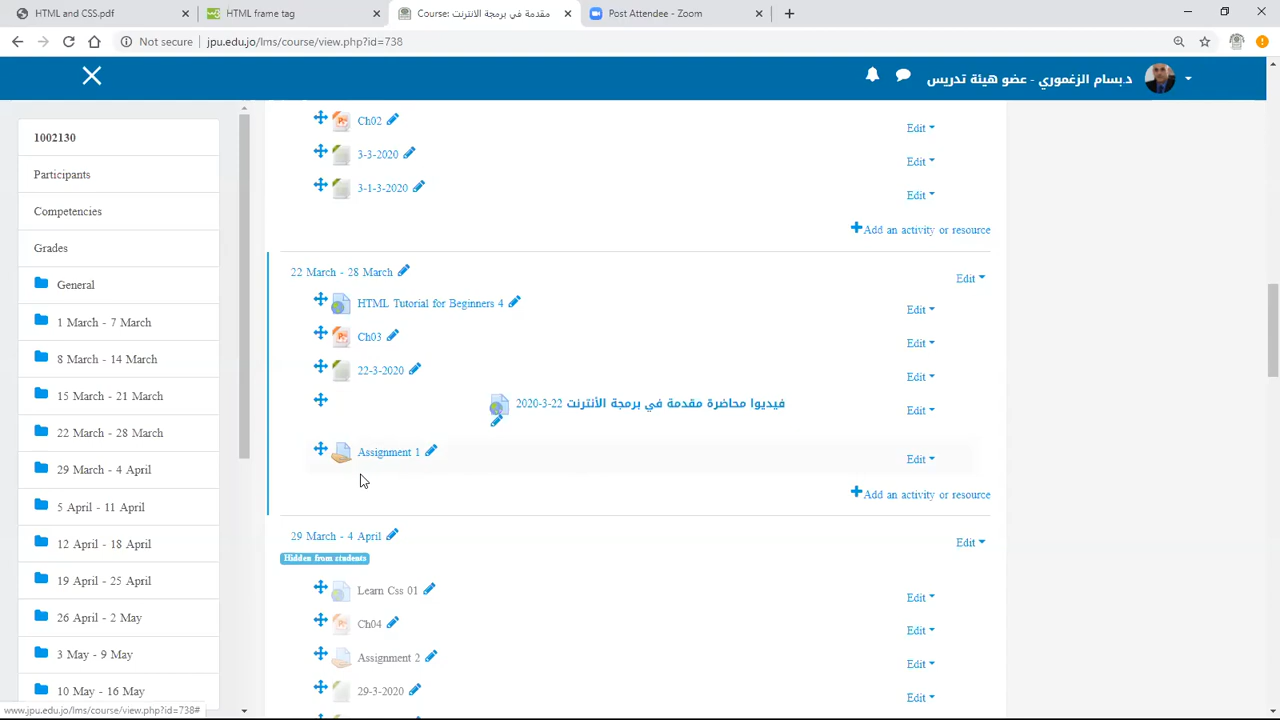 HTML and CSS.pdf
HTML frame tag
Course: مقدمة في برمجة الانترنت
Post Attendee - Zoom
Not secure
jpu.edu.jo/lms/course/view.php?id=738
د.بسام الزغموري - عضو هيئة تدريس
1002130
Participants
Competencies
Grades
General
1 March - 7 March
8 March - 14 March
15 March - 21 March
22 March - 28 March
29 March - 4 April
5 April - 11 April
12 April - 18 April
19 April - 25 April
26 April - 2 May
3 May - 9 May
10 May - 16 May
Ch02
Edit
3-3-2020
Edit
3-1-3-2020
Edit
Add an activity or resource
22 March - 28 March
Edit
HTML Tutorial for Beginners 4
Edit
Ch03
Edit
22-3-2020
Edit
فيديوا محاضرة مقدمة في برمجة الأنترنت 22-3-2020
Edit
Assignment 1
Edit
Add an activity or resource
29 March - 4 April
Edit
Hidden from students
Learn Css 01
Edit
Ch04
Edit
Assignment 2
Edit
29-3-2020
Edit
www.jpu.edu.jo/lms/course/view.php?id=738#